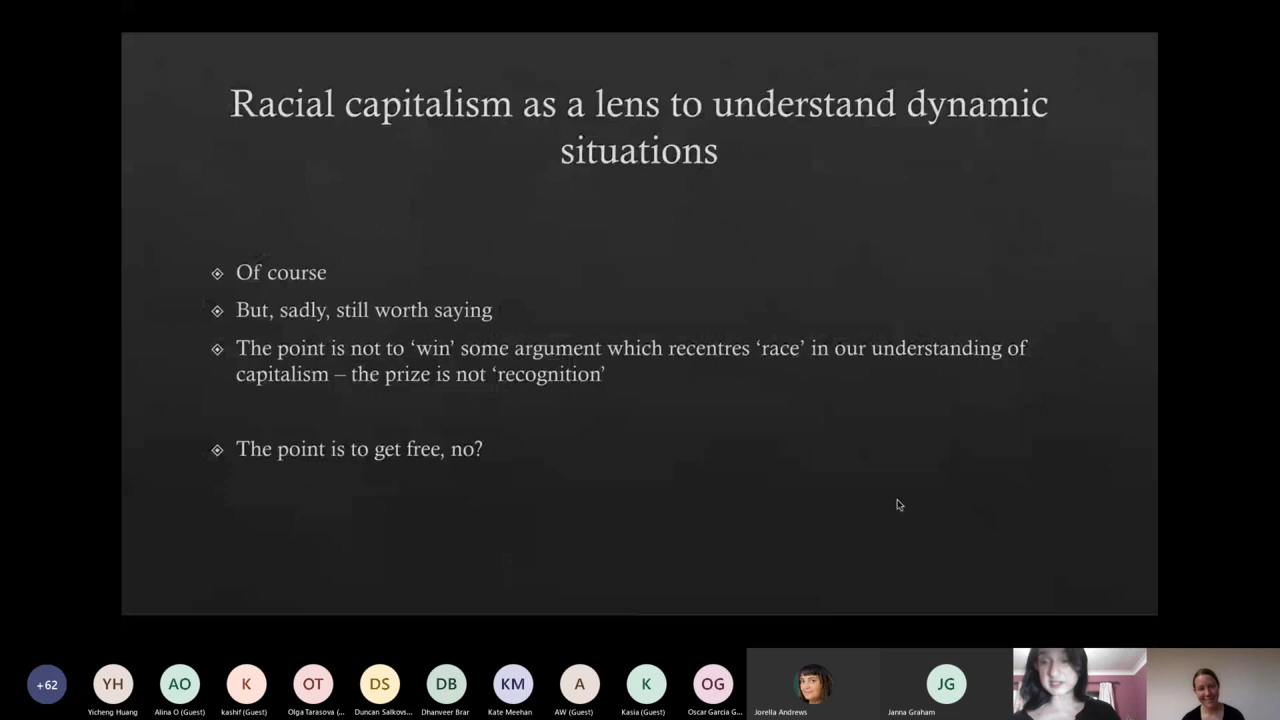 Racial capitalism as a lens to understand dynamic
situations
Of course
But, sadly, still worth saying
The point is not to ‘win’ some argument which recentres ‘race’ in our understanding of
capitalism – the prize is not ‘recognition’
The point is to get free, no?
+62 YH AO K OT DS DB KM A K OG JG
Yicheng Huang Alina O (Guest) kashif (Guest) Olga Tarasova (... Duncan Salkovs... Dhanveer Brar Kate Meehan AW (Guest) Kasia (Guest) Oscar Garcia G... Jorella Andrews Janna Graham